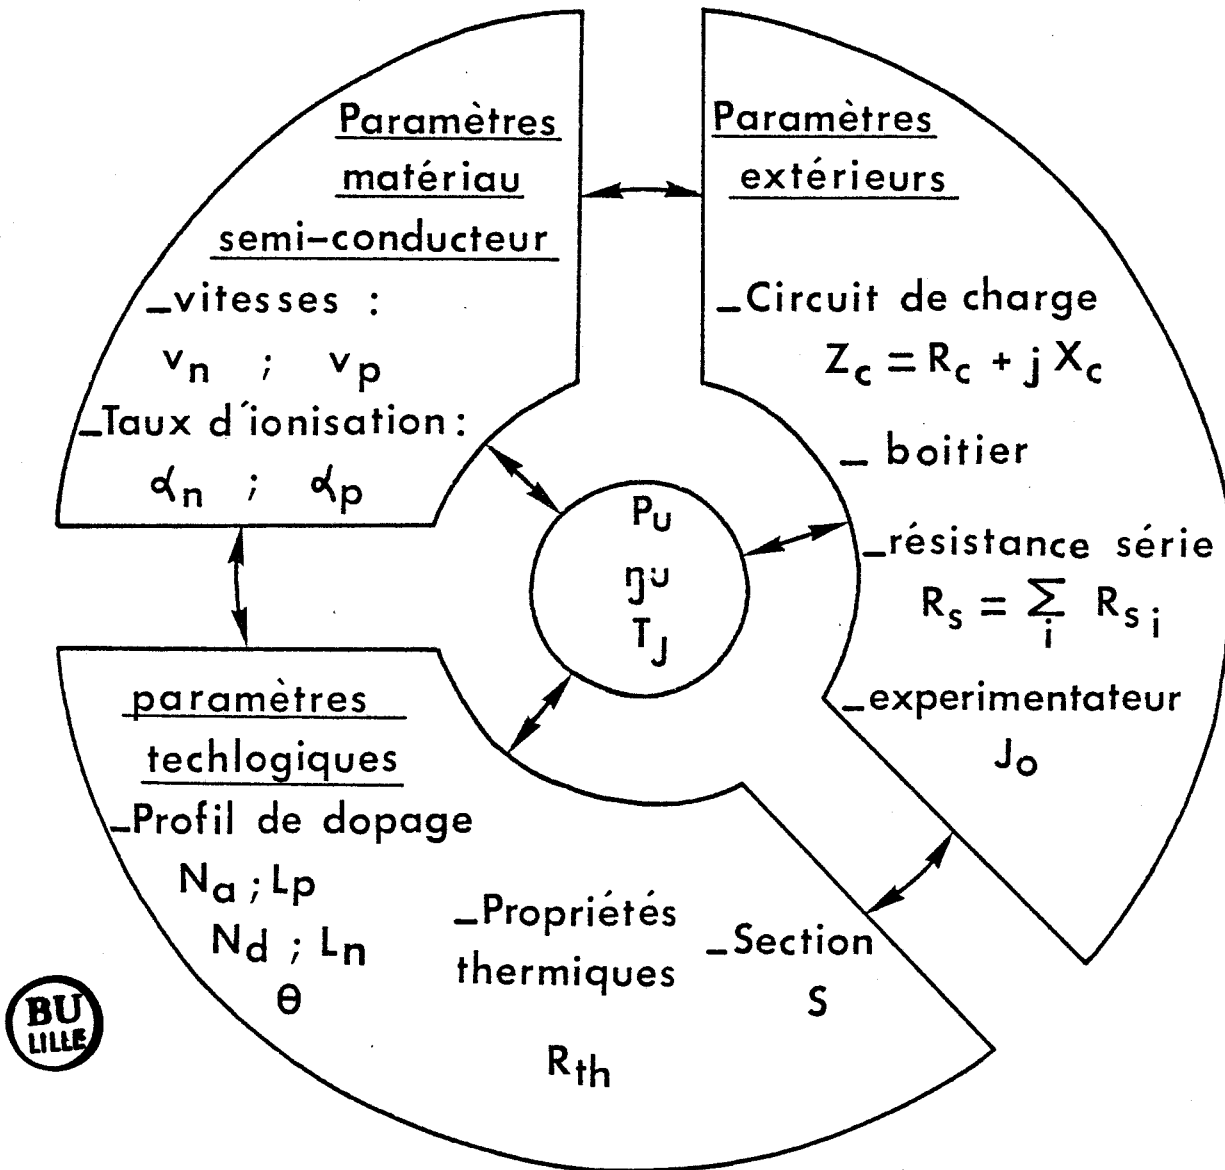 Paramètres
matériau
semi-conducteur
_vitesses :
vn ; vp
_Taux d'ionisation :
αn ; αp
Paramètres
extérieurs
_Circuit de charge
Zc = Rc + j Xc
_ boitier
_résistance série
Rs = ∑i Rsi
_experimentateur
Jo
Pu
ηu
TJ
paramètres
techlogiques
_Profil de dopage
Na ; Lp
Nd ; Ln
θ
_Propriétés
thermiques
Rth
_Section
S
BU
LILLE